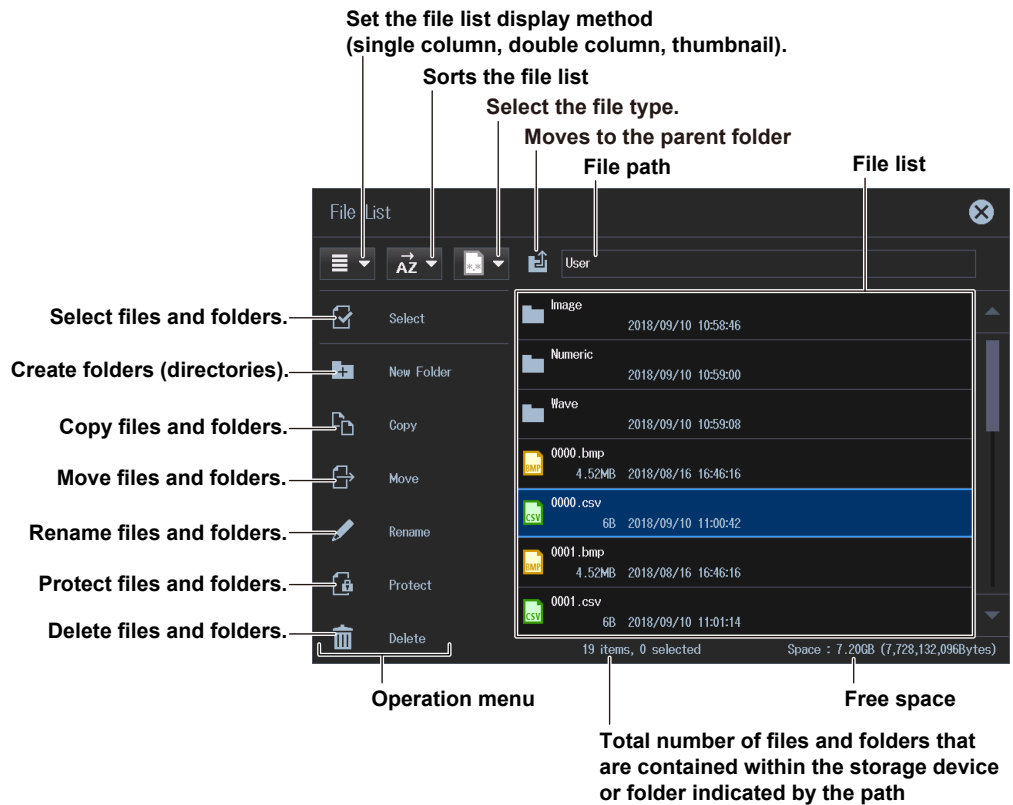 Set the file list display method
(single column, double column, thumbnail).
Sorts the file list
Select the file type.
Moves to the parent folder
File path
File list
File List
AZ
*.*
User
Select files and folders.
Select
Create folders (directories).
New Folder
Copy files and folders.
Copy
Move files and folders.
Move
Rename files and folders.
Rename
Protect files and folders.
Protect
Delete files and folders.
Delete
Image
2018/09/10 10:58:46
Numeric
2018/09/10 10:59:00
Wave
2018/09/10 10:59:08
BMP
0000.bmp
4.52MB 2018/08/16 16:46:16
CSV
0000.csv
6B 2018/09/10 11:00:42
BMP
0001.bmp
4.52MB 2018/08/16 16:46:16
CSV
0001.csv
6B 2018/09/10 11:01:14
19 items, 0 selected
Space : 7.20GB (7,728,132,096Bytes)
Operation menu
Free space
Total number of files and folders that
are contained within the storage device
or folder indicated by the path